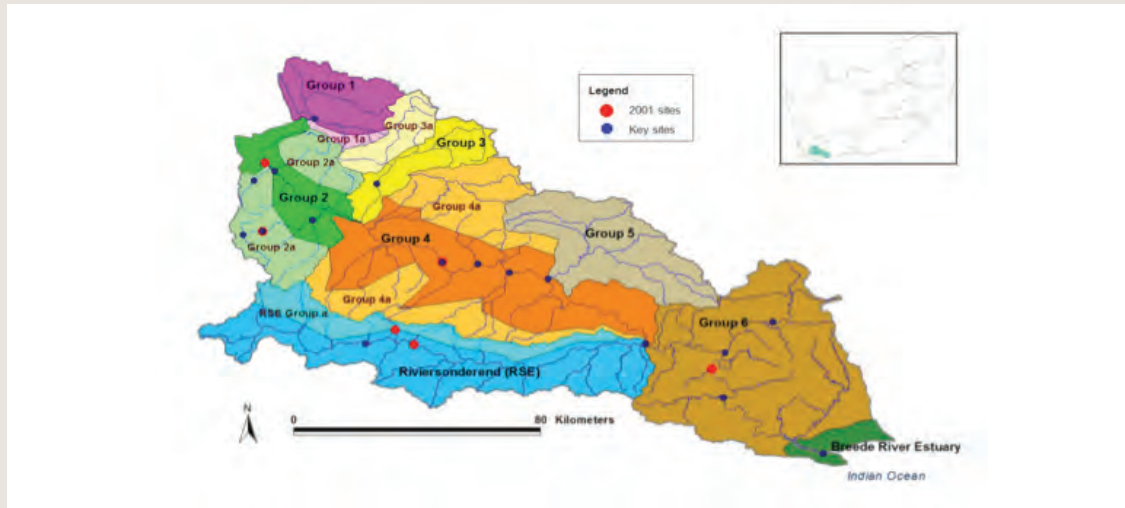 Group 1
Legend
2001 sites
Key sites
Group 3a
Group 1a
Group 3
Group 2a
Group 2
Group 4a
Group 5
Group 4
Group 2a
Group 4a
RSE Group a
Group 6
Riviersonderend (RSE)
N
0 80 Kilometers
Breede River Estuary
Indian Ocean